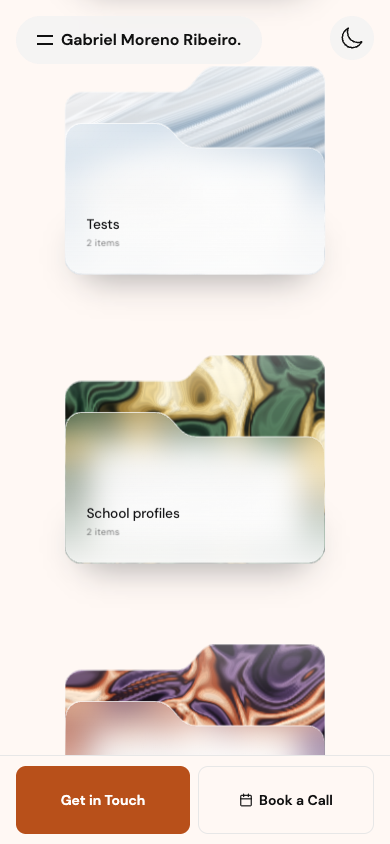 Gabriel Moreno Ribeiro.
Tests
2 items
School profiles
2 items
Get in Touch
Book a Call